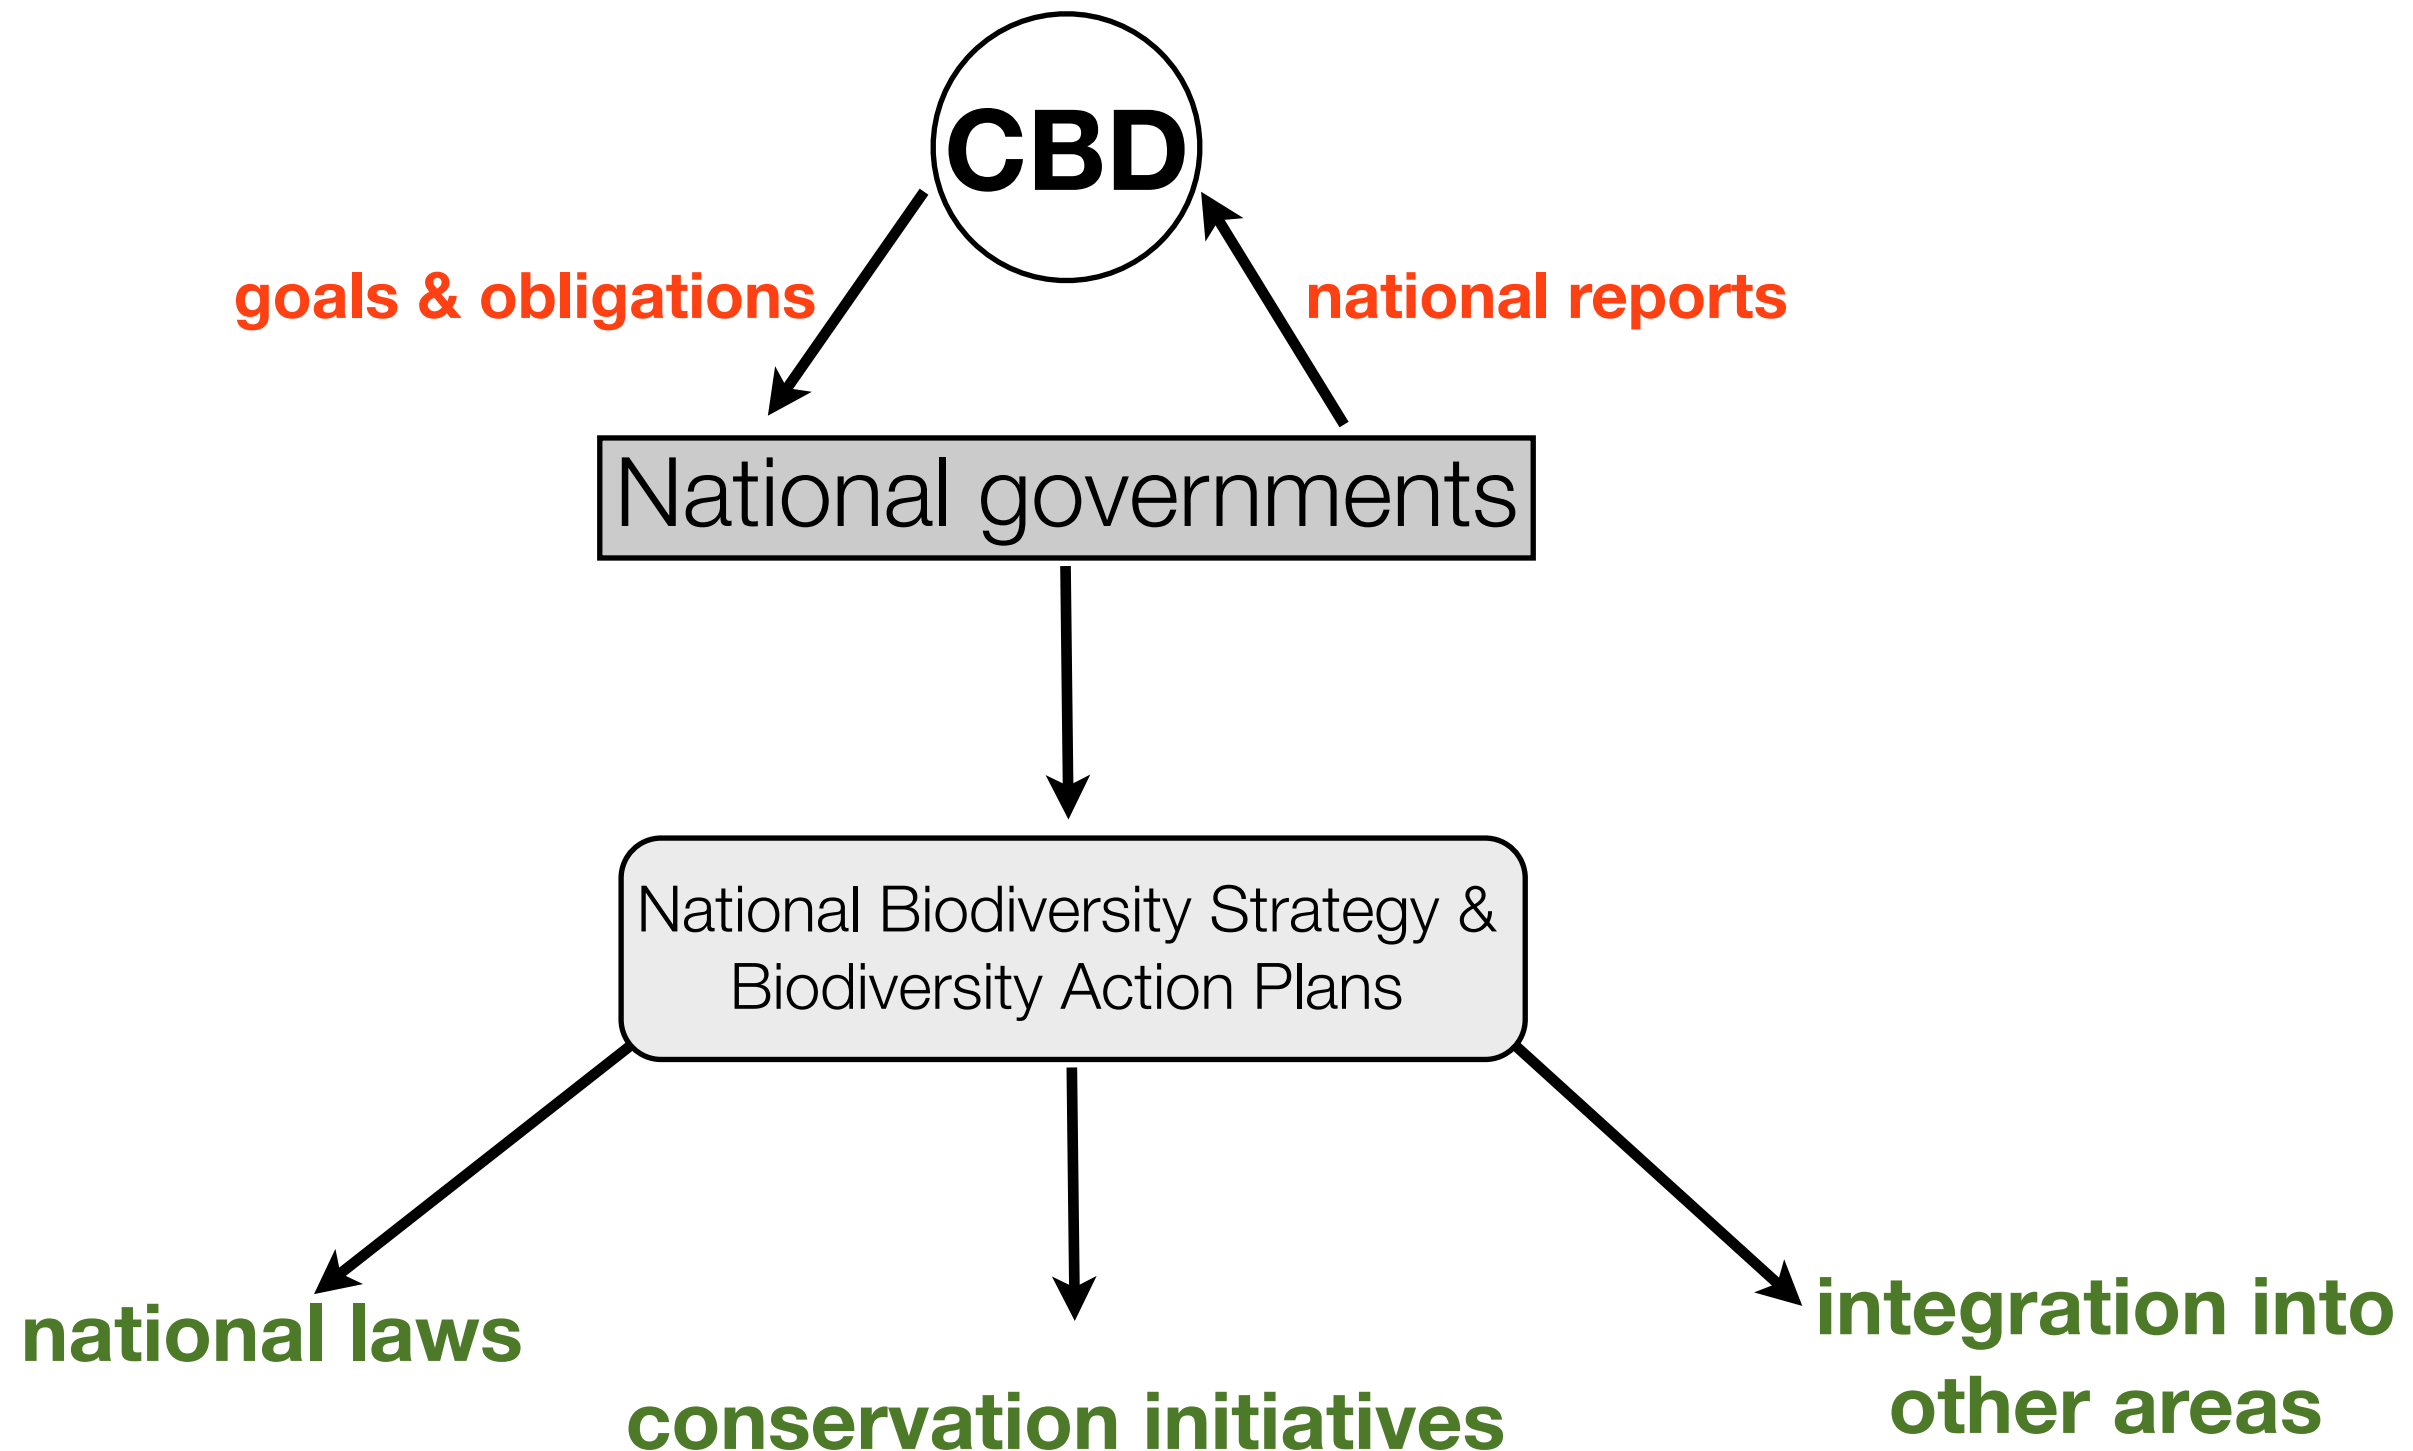 CBD
goals & obligations
national reports
National governments
National Biodiversity Strategy &
Biodiversity Action Plans
national laws
conservation initiatives
integration into
other areas